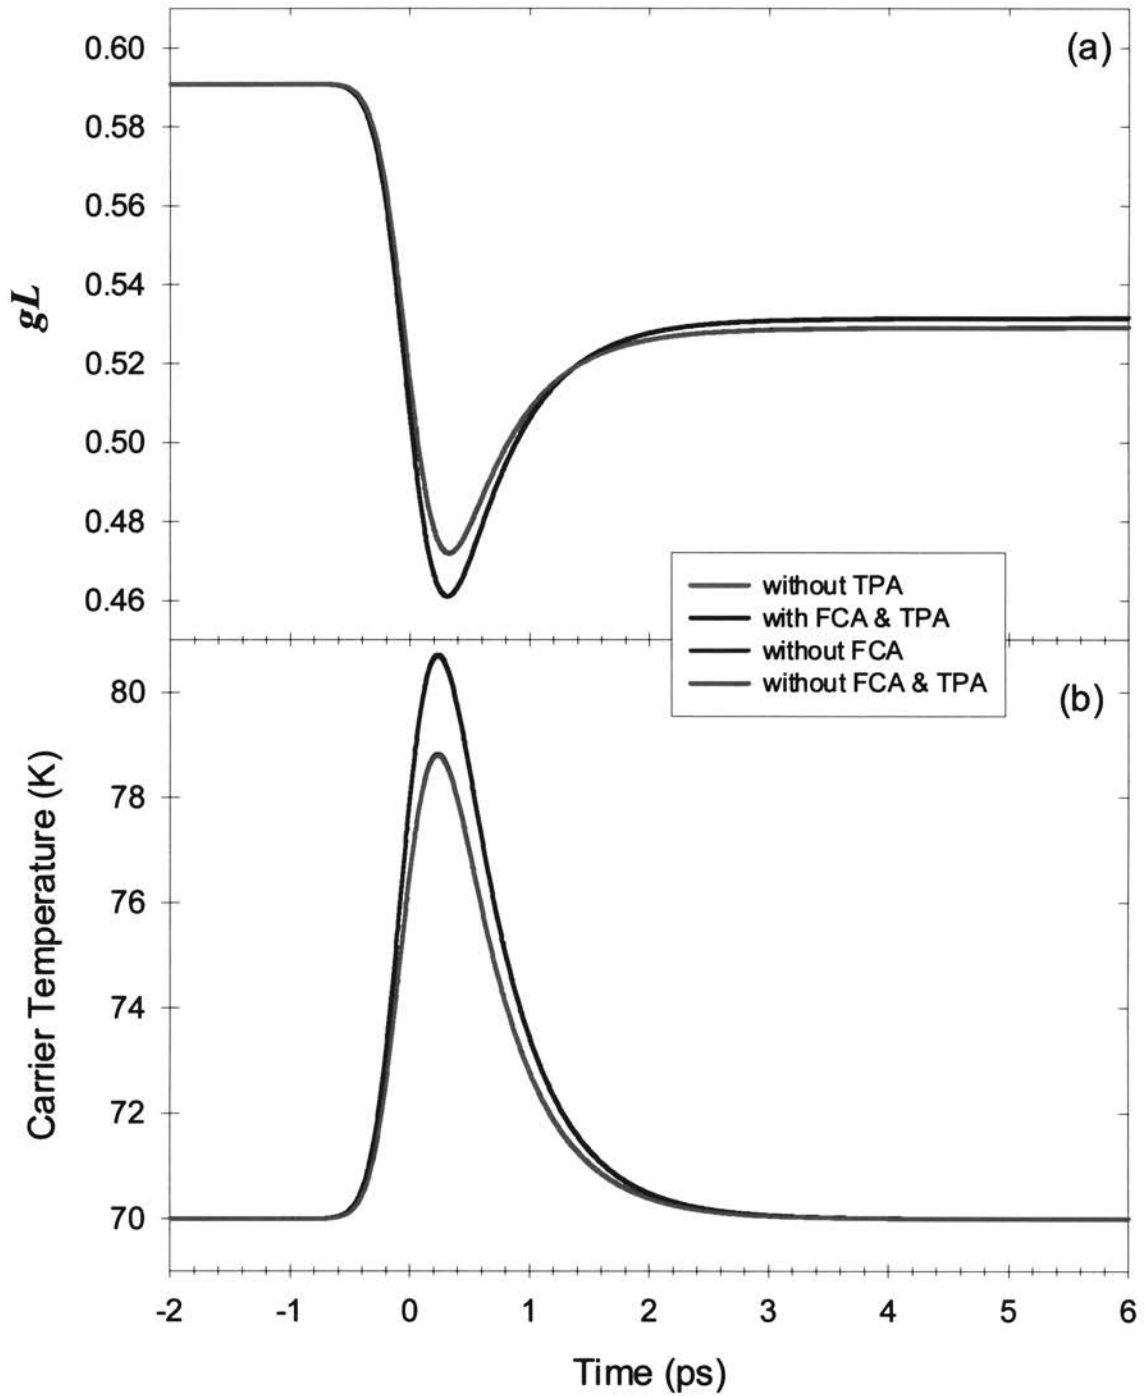 (a)
0.60
0.58
0.56
0.54
0.52
0.50
0.48
0.46
gL
without TPA
with FCA & TPA
without FCA
without FCA & TPA
(b)
80
78
76
74
72
70
Carrier Temperature (K)
-2 -1 0 1 2 3 4 5 6
Time (ps)